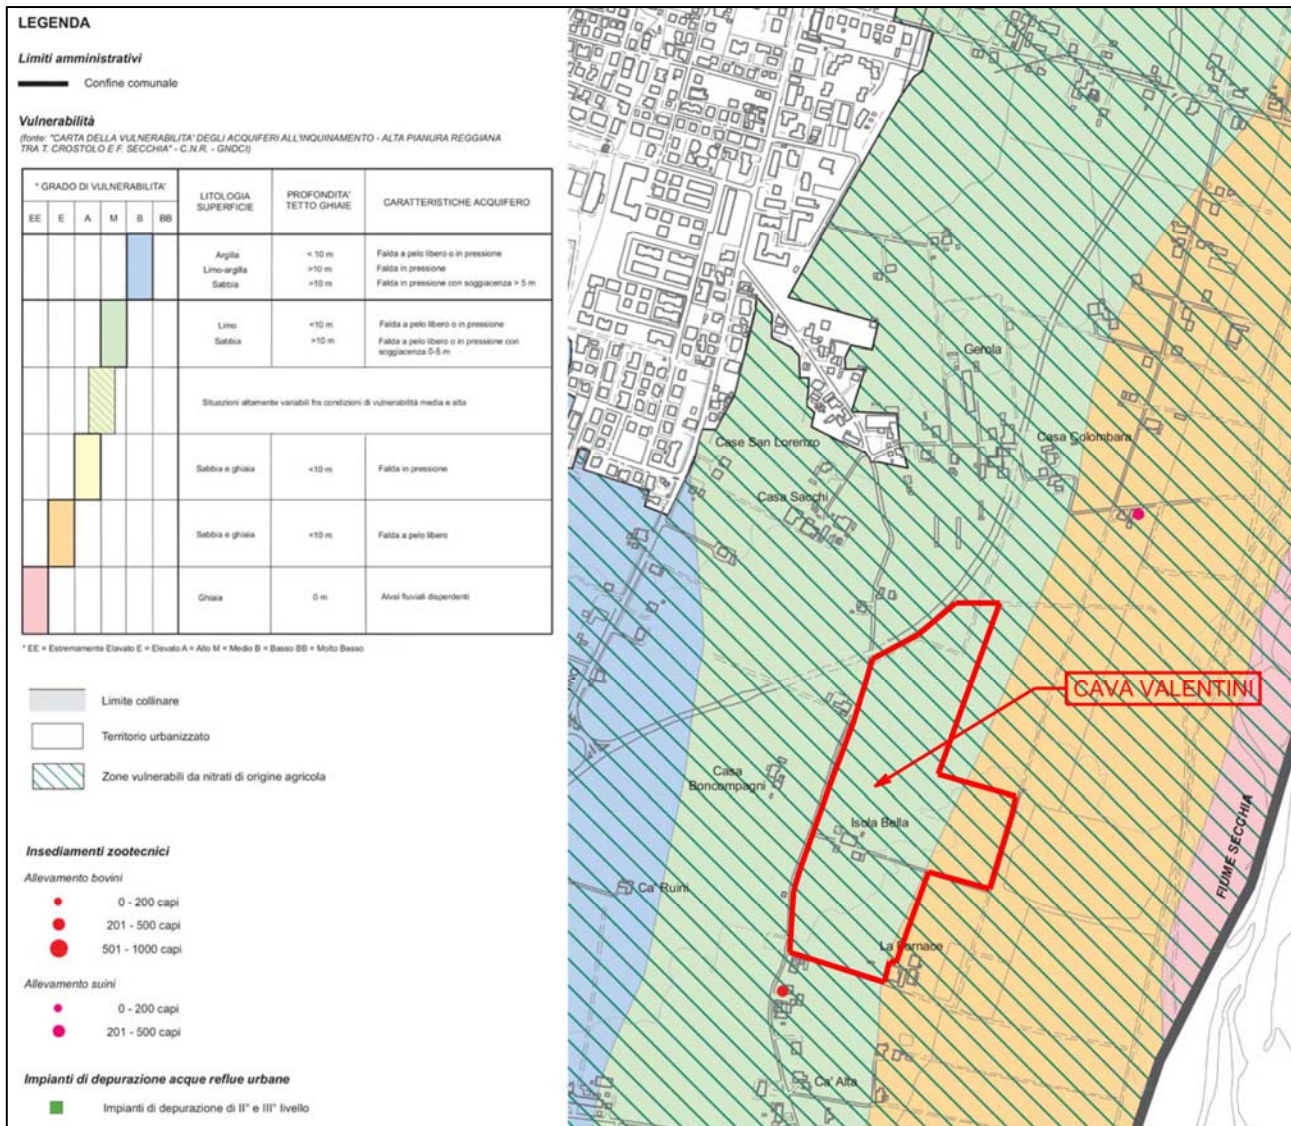 LEGENDA
Limiti amministrativi
Confine comunale
Vulnerabilità
(fonte: "CARTA DELLA VULNERABILITA' DEGLI ACQUIFERI ALL'INQUINAMENTO - ALTA PIANURA REGGIANA
TRA T. CROSTOLO E F. SECCHIA" - C.N.R. - GNDCI)
* GRADO DI VULNERABILITA'
EE E A M B BB
LITOLOGIA
SUPERFICIE
PROFONDITA'
TETTO GHIAIE
CARATTERISTICHE ACQUIFERO
Argilla < 10 m Falda a pelo libero o in pressione
Limo-argilla >10 m Falda in pressione
Sabbia >10 m Falda in pressione con soggiacenza > 5 m
Limo <10 m Falda a pelo libero o in pressione
Sabbia >10 m Falda a pelo libero o in pressione con
soggiacenza 0-5 m
Situazioni altamente variabili fra condizioni di vulnerabilità media e alta
Sabbia e ghiaia <10 m Falda in pressione
Sabbia e ghiaia <10 m Falda a pelo libero
Ghiaia 0 m Alvei fluviali disperdenti
* EE = Estremamente Elavato E = Elevato A = Alto M = Medio B = Basso BB = Molto Basso
Limite collinare
Territorio urbanizzato
Zone vulnerabili da nitrati di origine agricola
Insediamenti zootecnici
Allevamento bovini
0 - 200 capi
201 - 500 capi
501 - 1000 capi
Allevamento suini
0 - 200 capi
201 - 500 capi
Impianti di depurazione acque reflue urbane
Impianti di depurazione di II° e III° livello
Gerola
Case San Lorenzo
Casa Colombara
Casa Sacchi
CAVA VALENTINI
Casa
Boncompagni
Isola Bella
Ca' Ruini
FIUME SECCHIA
La Fornace
Ca' Alta